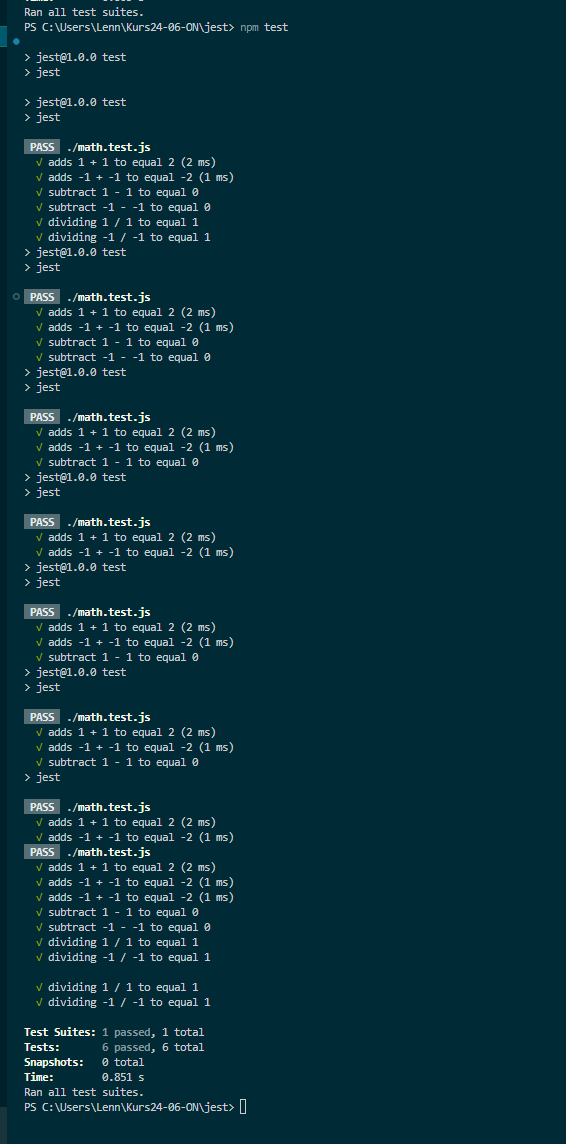 Ran all test suites.
PS C:\Users\Lenn\Kurs24-06-ON\jest> npm test
> jest@1.0.0 test
> jest
> jest@1.0.0 test
> jest
PASS ./math.test.js
√ adds 1 + 1 to equal 2 (2 ms)
√ adds -1 + -1 to equal -2 (1 ms)
√ subtract 1 - 1 to equal 0
√ subtract -1 - -1 to equal 0
√ dividing 1 / 1 to equal 1
√ dividing -1 / -1 to equal 1
> jest@1.0.0 test
> jest
PASS ./math.test.js
√ adds 1 + 1 to equal 2 (2 ms)
√ adds -1 + -1 to equal -2 (1 ms)
√ subtract 1 - 1 to equal 0
√ subtract -1 - -1 to equal 0
> jest@1.0.0 test
> jest
PASS ./math.test.js
√ adds 1 + 1 to equal 2 (2 ms)
√ adds -1 + -1 to equal -2 (1 ms)
√ subtract 1 - 1 to equal 0
> jest@1.0.0 test
> jest
PASS ./math.test.js
√ adds 1 + 1 to equal 2 (2 ms)
√ adds -1 + -1 to equal -2 (1 ms)
> jest@1.0.0 test
> jest
PASS ./math.test.js
√ adds 1 + 1 to equal 2 (2 ms)
√ adds -1 + -1 to equal -2 (1 ms)
√ subtract 1 - 1 to equal 0
> jest@1.0.0 test
> jest
PASS ./math.test.js
√ adds 1 + 1 to equal 2 (2 ms)
√ adds -1 + -1 to equal -2 (1 ms)
√ subtract 1 - 1 to equal 0
> jest
PASS ./math.test.js
√ adds 1 + 1 to equal 2 (2 ms)
√ adds -1 + -1 to equal -2 (1 ms)
PASS ./math.test.js
√ adds 1 + 1 to equal 2 (2 ms)
√ adds -1 + -1 to equal -2 (1 ms)
√ adds -1 + -1 to equal -2 (1 ms)
√ subtract 1 - 1 to equal 0
√ subtract -1 - -1 to equal 0
√ dividing 1 / 1 to equal 1
√ dividing -1 / -1 to equal 1
√ dividing 1 / 1 to equal 1
√ dividing -1 / -1 to equal 1
Test Suites: 1 passed, 1 total
Tests: 6 passed, 6 total
Snapshots: 0 total
Time: 0.851 s
Ran all test suites.
PS C:\Users\Lenn\Kurs24-06-ON\jest>